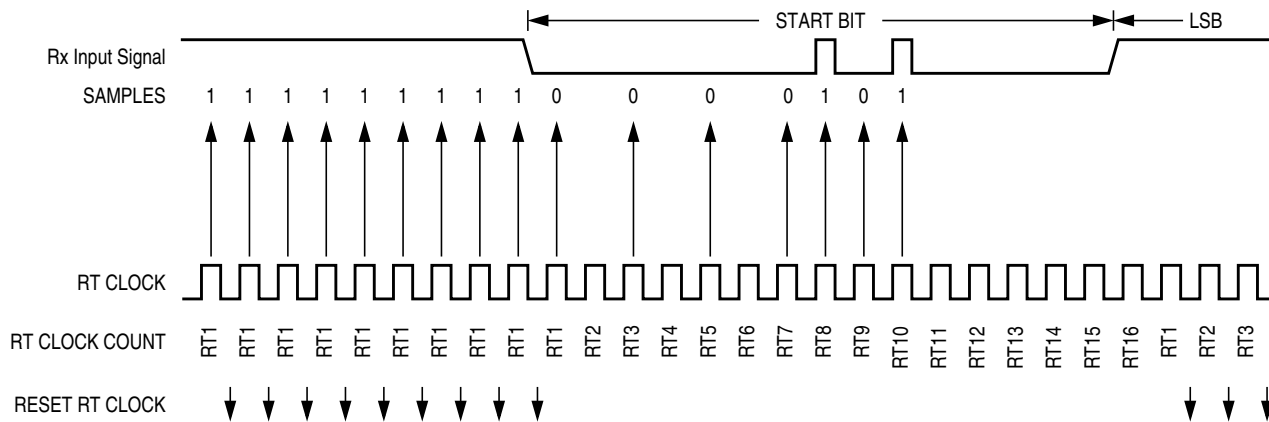 START BIT LSB
Rx Input Signal
SAMPLES 1 1 1 1 1 1 1 1 1 0 0 0 0 1 0 1
RT CLOCK
RT CLOCK COUNT RT1 RT1 RT1 RT1 RT1 RT1 RT1 RT1 RT1 RT1 RT2 RT3 RT4 RT5 RT6 RT7 RT8 RT9 RT10 RT11 RT12 RT13 RT14 RT15 RT16 RT1 RT2 RT3
RESET RT CLOCK